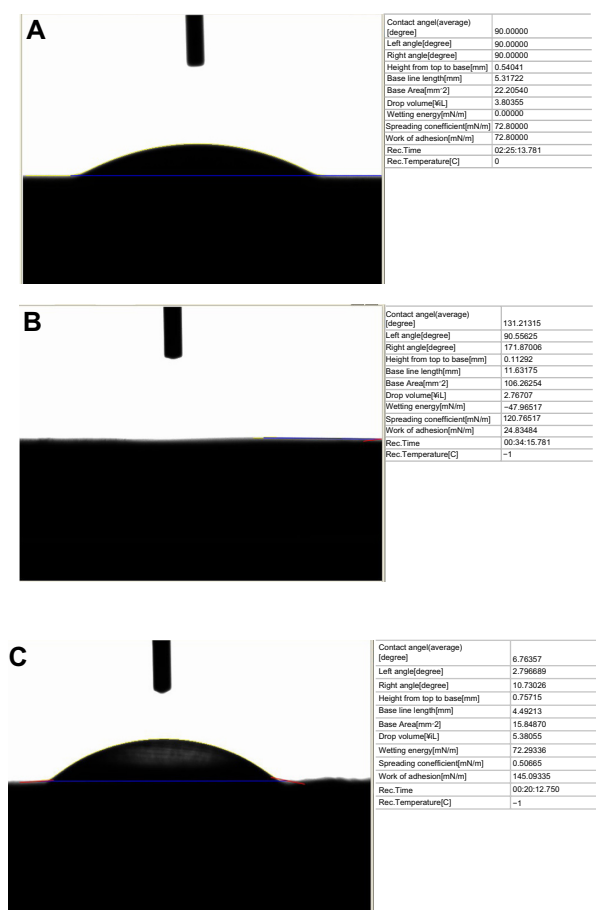 A
Contact angel(average)
[degree] 90.00000
Left angle[degree] 90.00000
Right angle[degree] 90.00000
Height from top to base[mm] 0.54041
Base line length[mm] 5.31722
Base Area[mm·2] 22.20540
Drop volume[¥iL] 3.80355
Wetting energy[mN/m] 0.00000
Spreading conefficient[mN/m] 72.80000
Work of adhesion[mN/m] 72.80000
Rec.Time 02:25:13.781
Rec.Temperature[C] 0
B
Contact angel(average)
[degree] 131.21315
Left angle[degree] 90.55625
Right angle[degree] 171.87006
Height from top to base[mm] 0.11292
Base line length[mm] 11.63175
Base Area[mm·2] 106.26254
Drop volume[¥iL] 2.76707
Wetting energy[mN/m] −47.96517
Spreading conefficient[mN/m] 120.76517
Work of adhesion[mN/m] 24.83484
Rec.Time 00:34:15.781
Rec.Temperature[C] −1
C
Contact angel(average)
[degree] 6.76357
Left angle[degree] 2.796689
Right angle[degree] 10.73026
Height from top to base[mm] 0.75715
Base line length[mm] 4.49213
Base Area[mm·2] 15.84870
Drop volume[¥iL] 5.38055
Wetting energy[mN/m] 72.29336
Spreading conefficient[mN/m] 0.50665
Work of adhesion[mN/m] 145.09335
Rec.Time 00:20:12.750
Rec.Temperature[C] −1